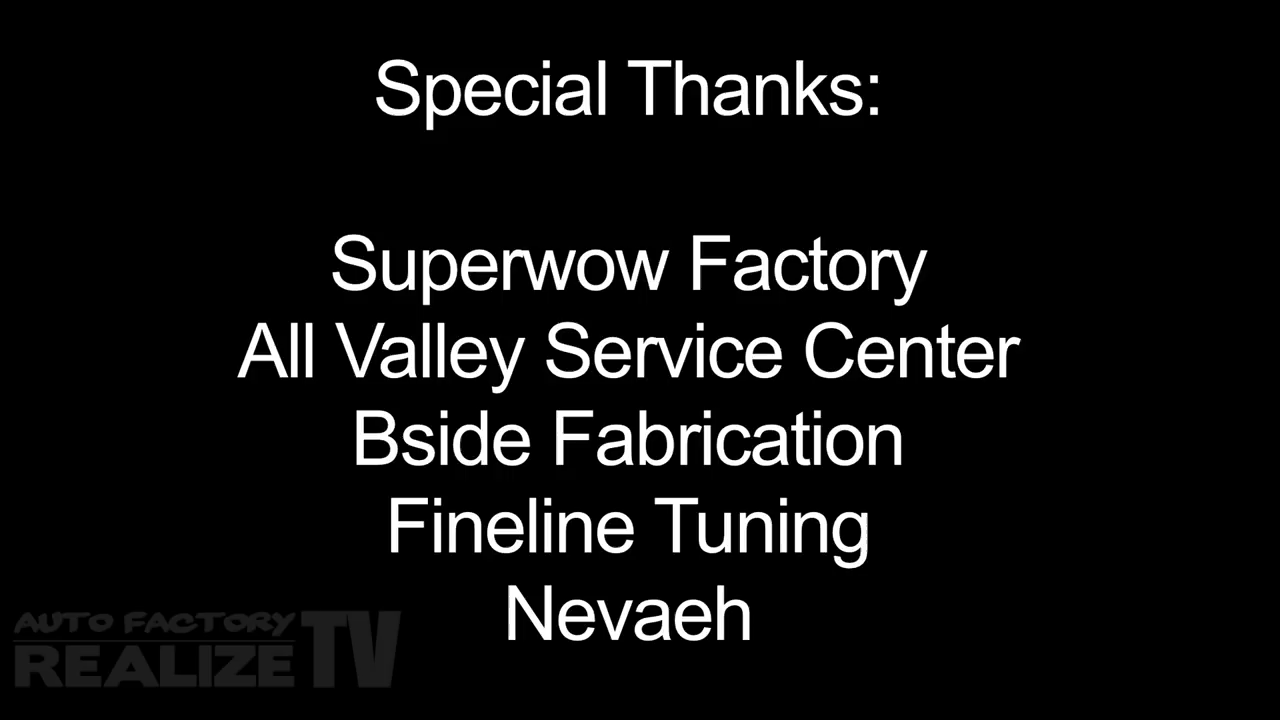 Special Thanks:
Superwow Factory
All Valley Service Center
Bside Fabrication
Fineline Tuning
Nevaeh
AUTO FACTORY
REALIZE TV